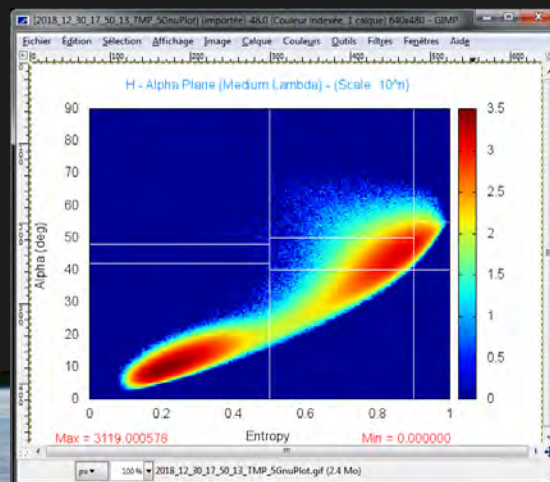 [2018_12_30_17_50_13_TMP_5GnuPlot] (importée)-48.0 (Couleur indexée, 1 calque) 640x480 – GIMP
Fichier Édition Sélection Affichage Image Calque Couleurs Outils Filtres Fenêtres Aide
H - Alpha Plane (Medium Lambda) - (Scale: 10^n)
90
80
70
60
50
40
30
20
10
0
Alpha (deg)
0 0.2 0.4 0.6 0.8 1
3.5
3
2.5
2
1.5
1
0.5
0
Max = 3119.000578 Entropy Min = 0.000000
px 100 % 2018_12_30_17_50_13_TMP_5GnuPlot.gif (2.4 Mo)